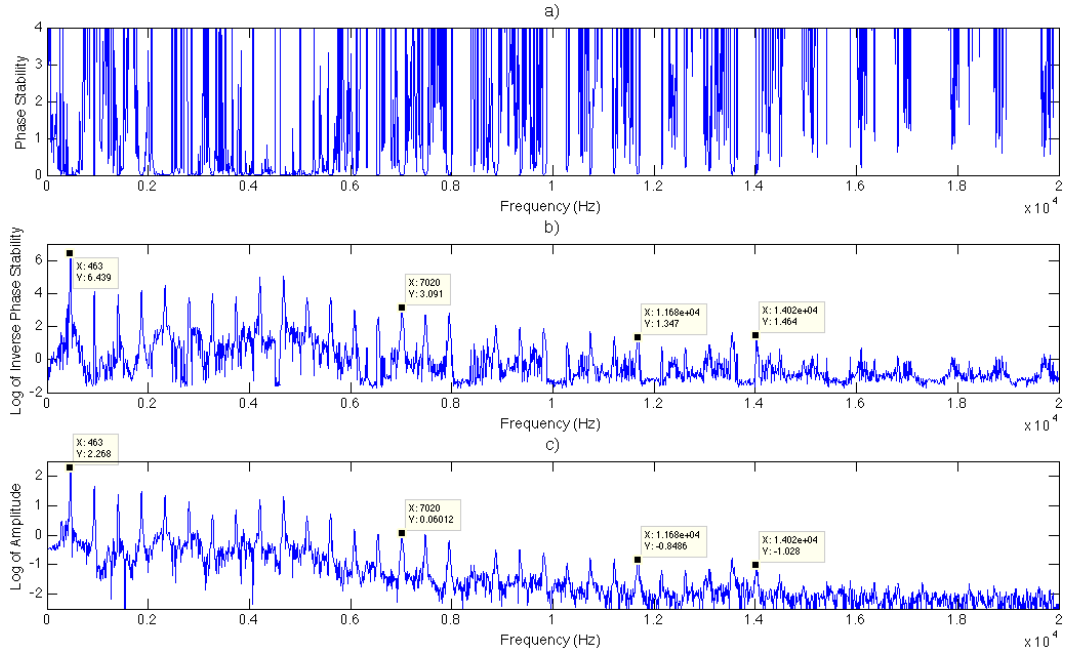 a)
4
3
2
1
0
Phase Stability
0 0.2 0.4 0.6 0.8 1 1.2 1.4 1.6 1.8 2
Frequency (Hz)
x 10^4
b)
6
4
2
0
-2
Log of Inverse Phase Stability
X: 463
Y: 6.439
X: 7020
Y: 3.091
X: 1.168e+04
Y: 1.347
X: 1.402e+04
Y: 1.464
0 0.2 0.4 0.6 0.8 1 1.2 1.4 1.6 1.8 2
Frequency (Hz)
x 10^4
c)
2
1
0
-1
-2
Log of Amplitude
X: 463
Y: 2.268
X: 7020
Y: 0.06012
X: 1.168e+04
Y: -0.8486
X: 1.402e+04
Y: -1.028
0 0.2 0.4 0.6 0.8 1 1.2 1.4 1.6 1.8 2
Frequency (Hz)
x 10^4